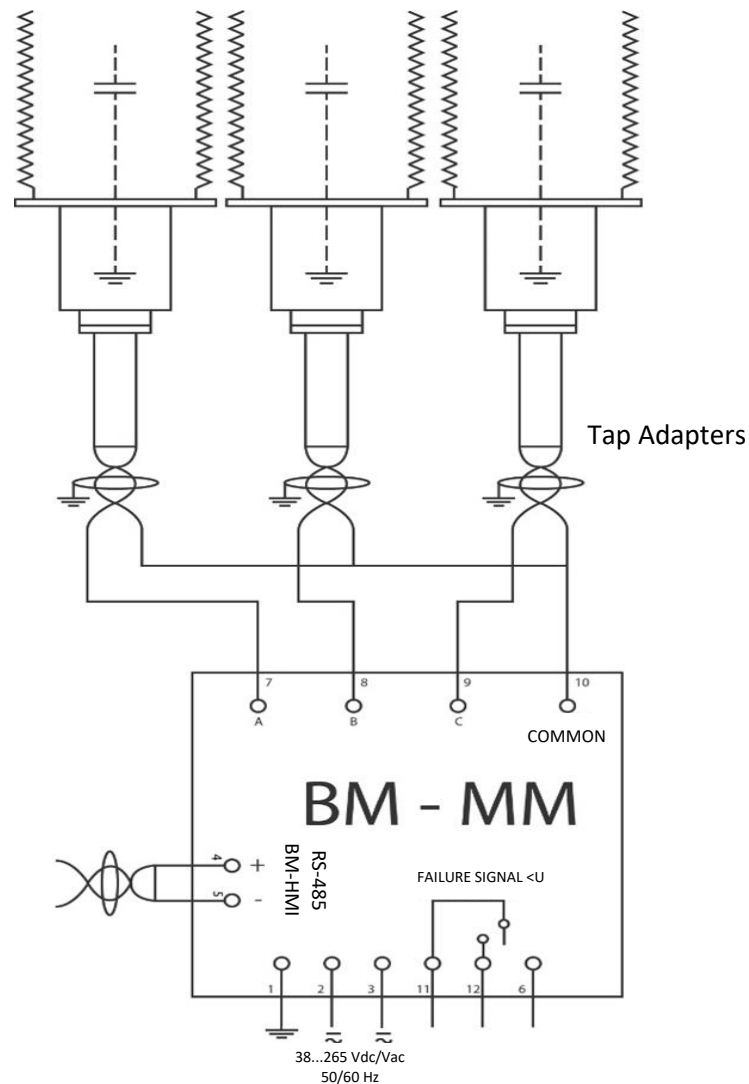 Tap Adapters
7 8 9 10
A B C
COMMON
BM - MM
4 +
5 -
RS-485
BM-HMI
FAILURE SIGNAL <U
1 2 3 11 12 6
38...265 Vdc/Vac
50/60 Hz